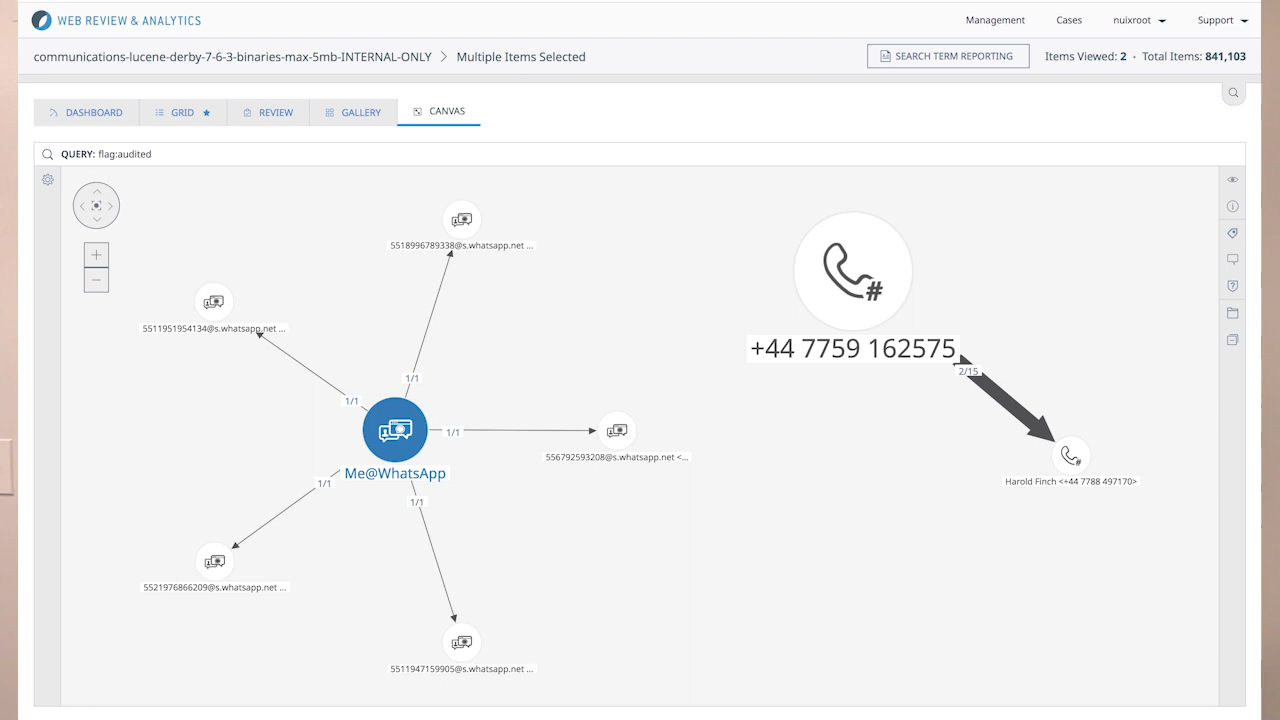 WEB REVIEW & ANALYTICS
Management Cases nuixroot Support
communications-lucene-derby-7-6-3-binaries-max-5mb-INTERNAL-ONLY > Multiple Items Selected
SEARCH TERM REPORTING
Items Viewed: 2 • Total Items: 841,103
DASHBOARD GRID REVIEW GALLERY CANVAS
QUERY: flag:audited
5518996789338@s.whatsapp.net ...
5511951954134@s.whatsapp.net ...
+44 7759 162575
2/15
1/1
1/1
1/1
556792593208@s.whatsapp.net <...
Me@WhatsApp
Harold Finch <+44 7788 497170>
1/1
1/1
5521976866209@s.whatsapp.net ...
5511947159905@s.whatsapp.net ...